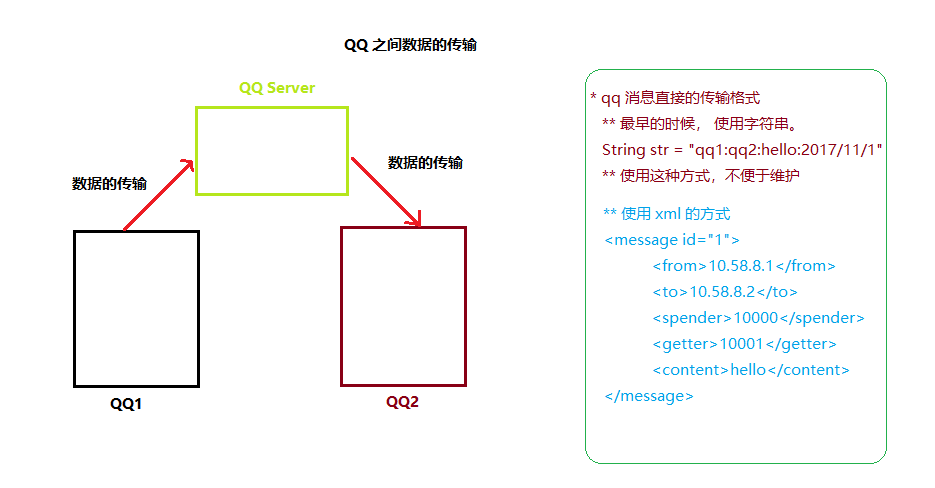 QQ 之间数据的传输
QQ Server
数据的传输
数据的传输
QQ1
QQ2
* qq 消息直接的传输格式
** 最早的时候， 使用字符串。
String str = "qq1:qq2:hello:2017/11/1"
** 使用这种方式，不便于维护
** 使用 xml 的方式
<message id="1">
<from>10.58.8.1</from>
<to>10.58.8.2</to>
<spender>10000</spender>
<getter>10001</getter>
<content>hello</content>
</message>